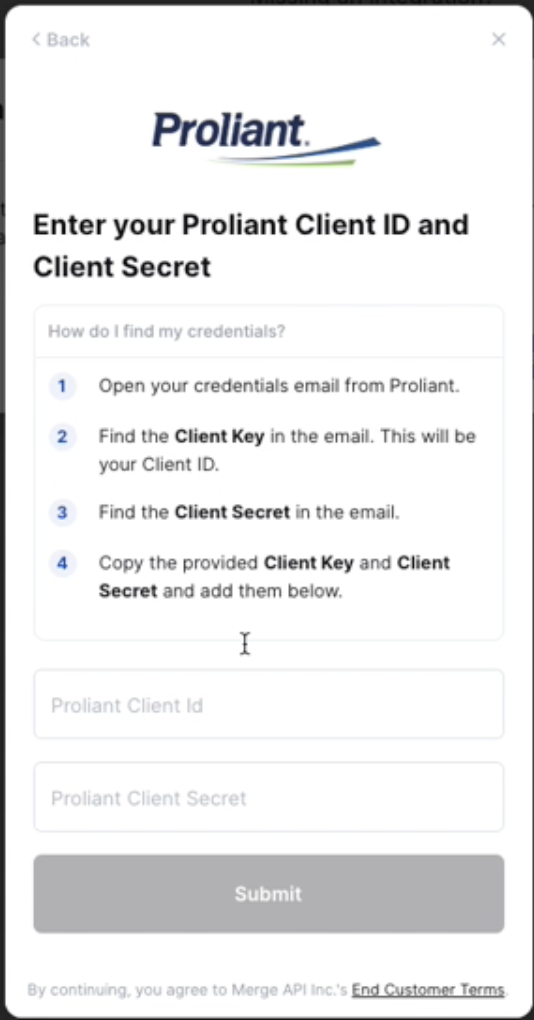 Missing an integration?
Back
Proliant.
Enter your Proliant Client ID and
Client Secret
How do I find my credentials?
1 Open your credentials email from Proliant.
2 Find the Client Key in the email. This will be
your Client ID.
3 Find the Client Secret in the email.
4 Copy the provided Client Key and Client
Secret and add them below.
Proliant Client Id
Proliant Client Secret
Submit
By continuing, you agree to Merge API Inc.'s End Customer Terms.